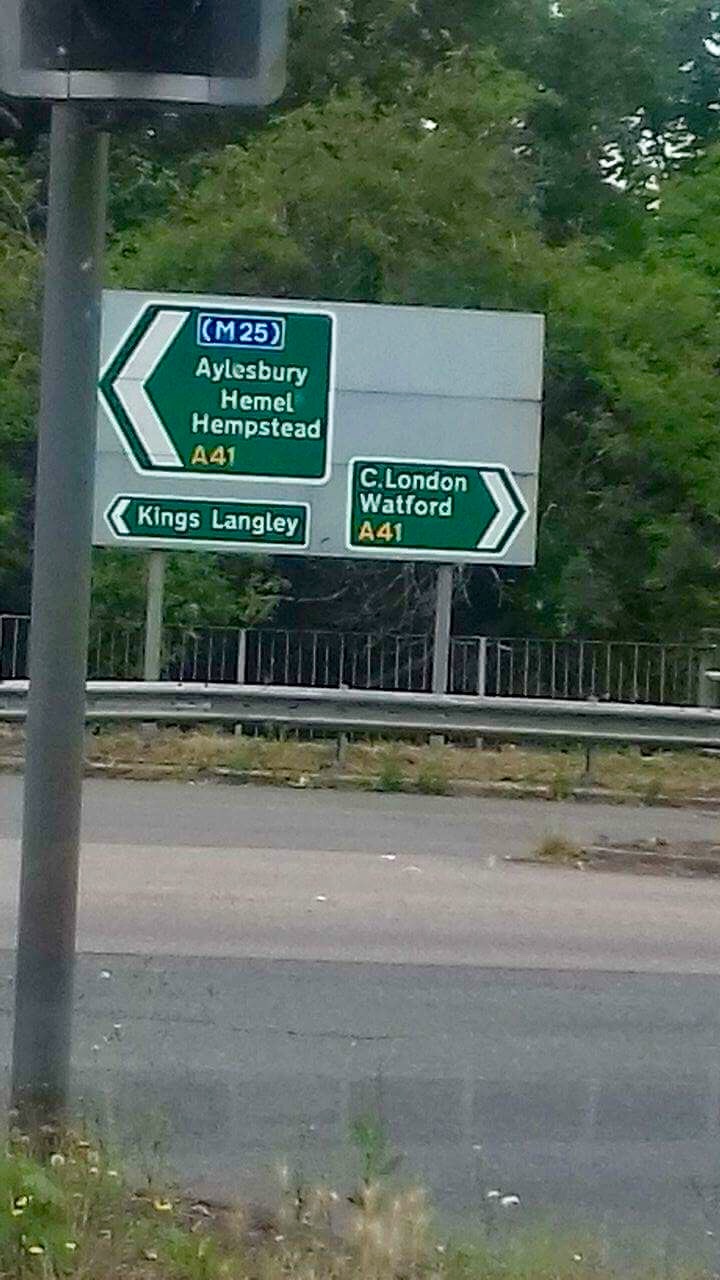 (M25)
Aylesbury
Hemel
Hempstead
A41
Kings Langley
C.London
Watford
A41